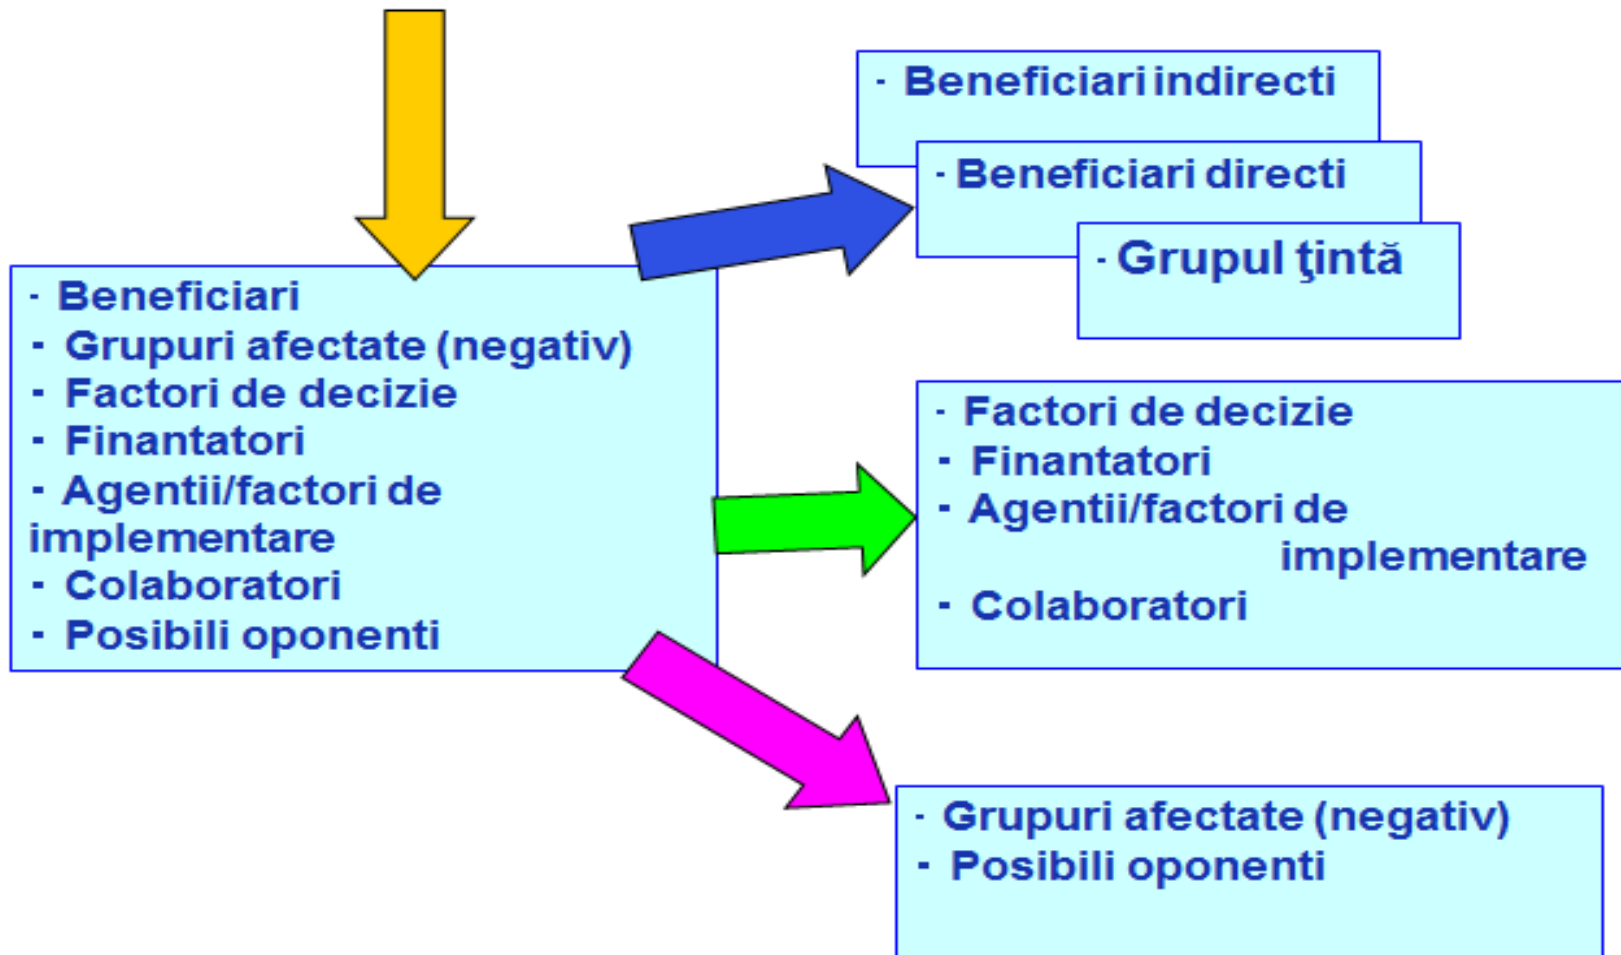 - Beneficiari
- Grupuri afectate (negativ)
- Factori de decizie
- Finantatori
- Agentii/factori de
implementare
- Colaboratori
- Posibili oponenti
- Beneficiari indirecti
- Beneficiari directi
- Grupul ţintă
- Factori de decizie
- Finantatori
- Agentii/factori de
implementare
- Colaboratori
- Grupuri afectate (negativ)
- Posibili oponenti